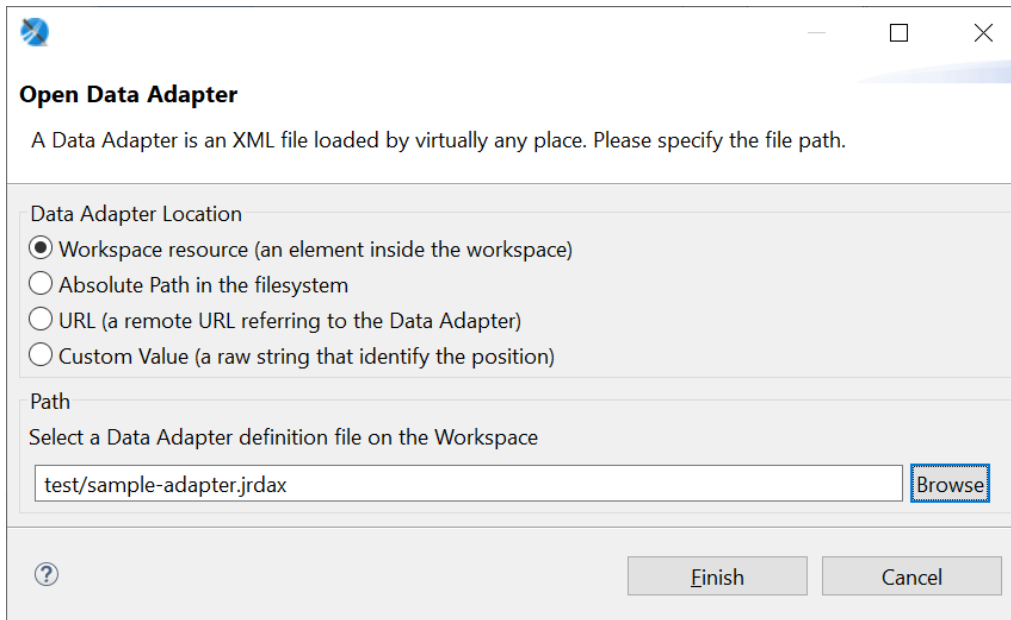 Open Data Adapter
A Data Adapter is an XML file loaded by virtually any place. Please specify the file path.
Data Adapter Location
Workspace resource (an element inside the workspace)
Absolute Path in the filesystem
URL (a remote URL referring to the Data Adapter)
Custom Value (a raw string that identify the position)
Path
Select a Data Adapter definition file on the Workspace
test/sample-adapter.jrdax Browse
? Finish Cancel